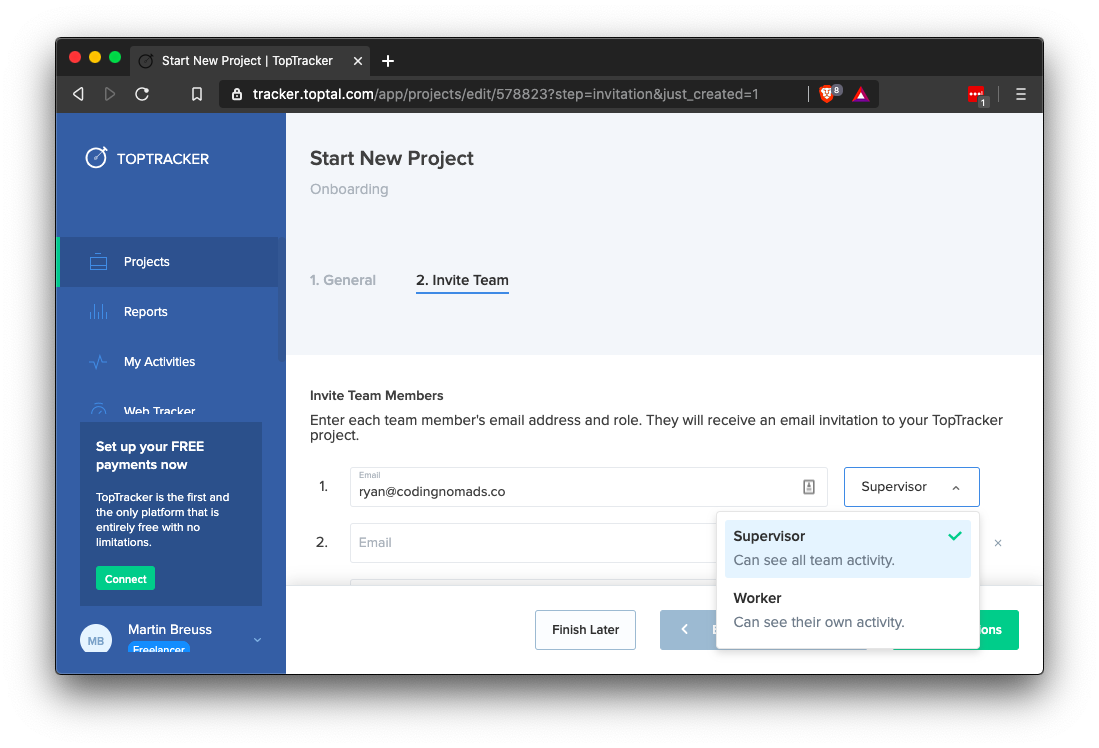 Start New Project | TopTracker
tracker.toptal.com/app/projects/edit/578823?step=invitation&just_created=1
8
1
TOPTRACKER
Projects
Reports
My Activities
Web Tracker
Set up your FREE
payments now
TopTracker is the first and
the only platform that is
entirely free with no
limitations.
Connect
MB
Martin Breuss
Freelancer
Start New Project
Onboarding
1. General
2. Invite Team
Invite Team Members
Enter each team member's email address and role. They will receive an email invitation to your TopTracker
project.
1.
Email
ryan@codingnomads.co
Supervisor
2.
Email
Supervisor
Can see all team activity.
Worker
Can see their own activity.
Finish Later